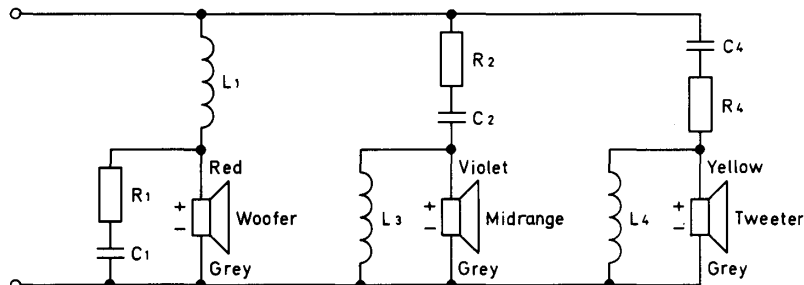 L1
R2
C2
C4
R4
Red
R1
C1
+
−
Woofer
Grey
Violet
L3
+
−
Midrange
Grey
Yellow
L4
+
−
Tweeter
Grey